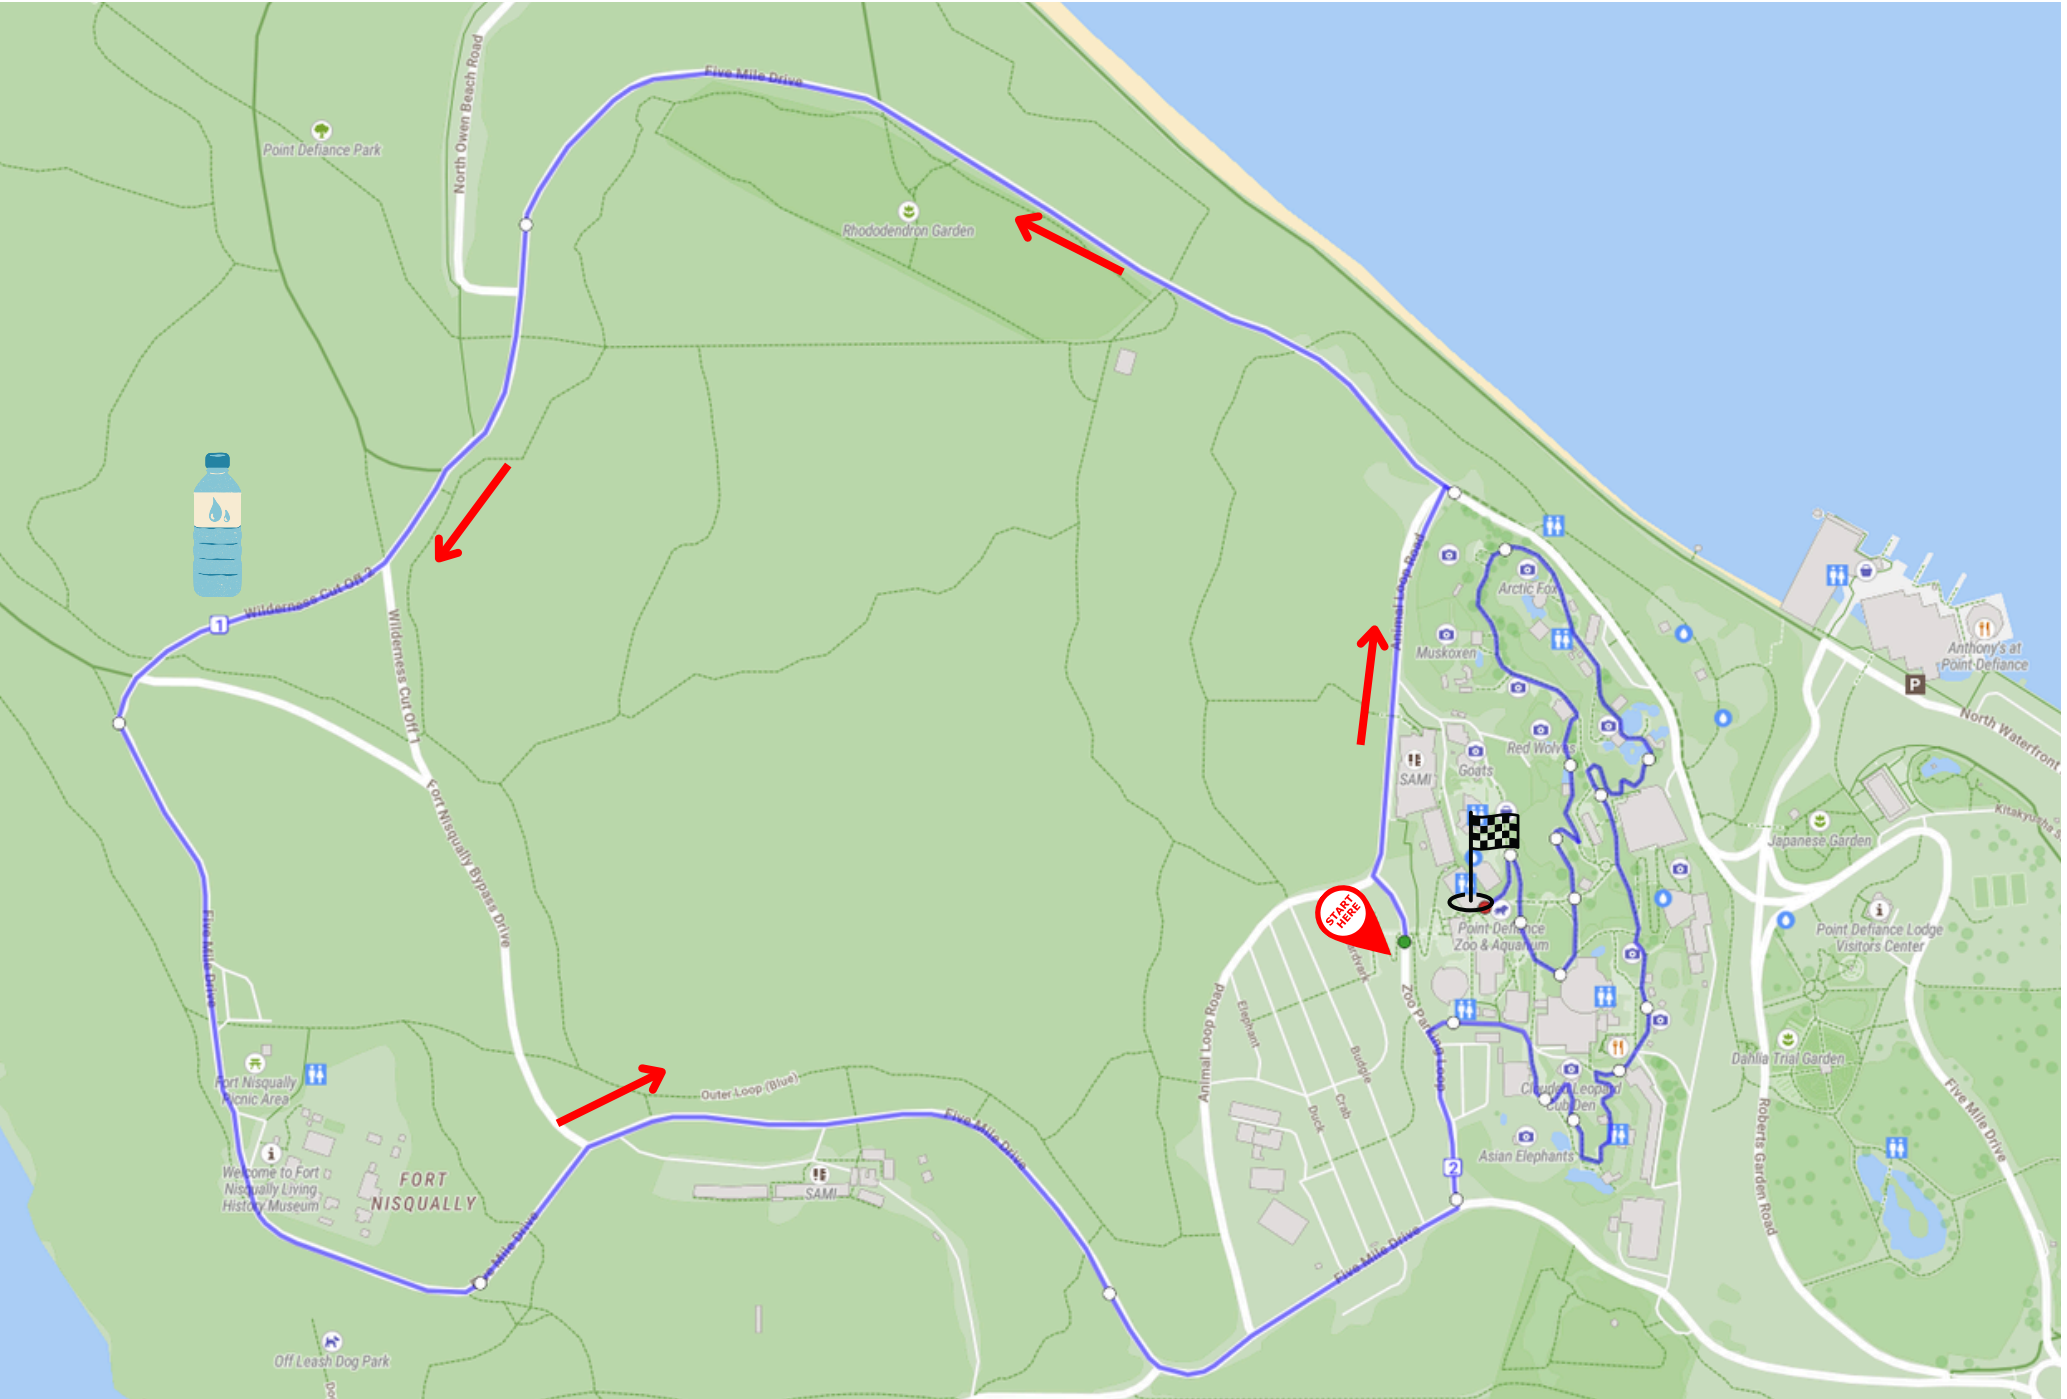 Five Mile Drive
North Owen Beach Road
Point Defiance Park
Rhododendron Garden
Wilderness Cut Off 2
1
Wilderness Cut Off 1
Animal Loop Road
Arctic Fox
Muskoxen
Red Wolves
SAMI
Goats
Anthony's at
Point Defiance
P
North Waterfront
Japanese Garden
Fort Nisqually Bypass Drive
START
HERE
Point Defiance
Zoo & Aquarium
Point Defiance Lodge
Visitors Center
Five Mile Drive
Animal Loop Road
Elephant
Budgie
Crab
Duck
Dahlia Trial Garden
Fort Nisqually
Picnic Area
Outer Loop (Blue)
Clouded Leopard
Cub Den
Five Mile Drive
Roberts Garden Road
Five Mile Drive
Welcome to Fort
Nisqually Living
History Museum
FORT
NISQUALLY
SAMI
Asian Elephants
2
Five Mile Drive
Off Leash Dog Park